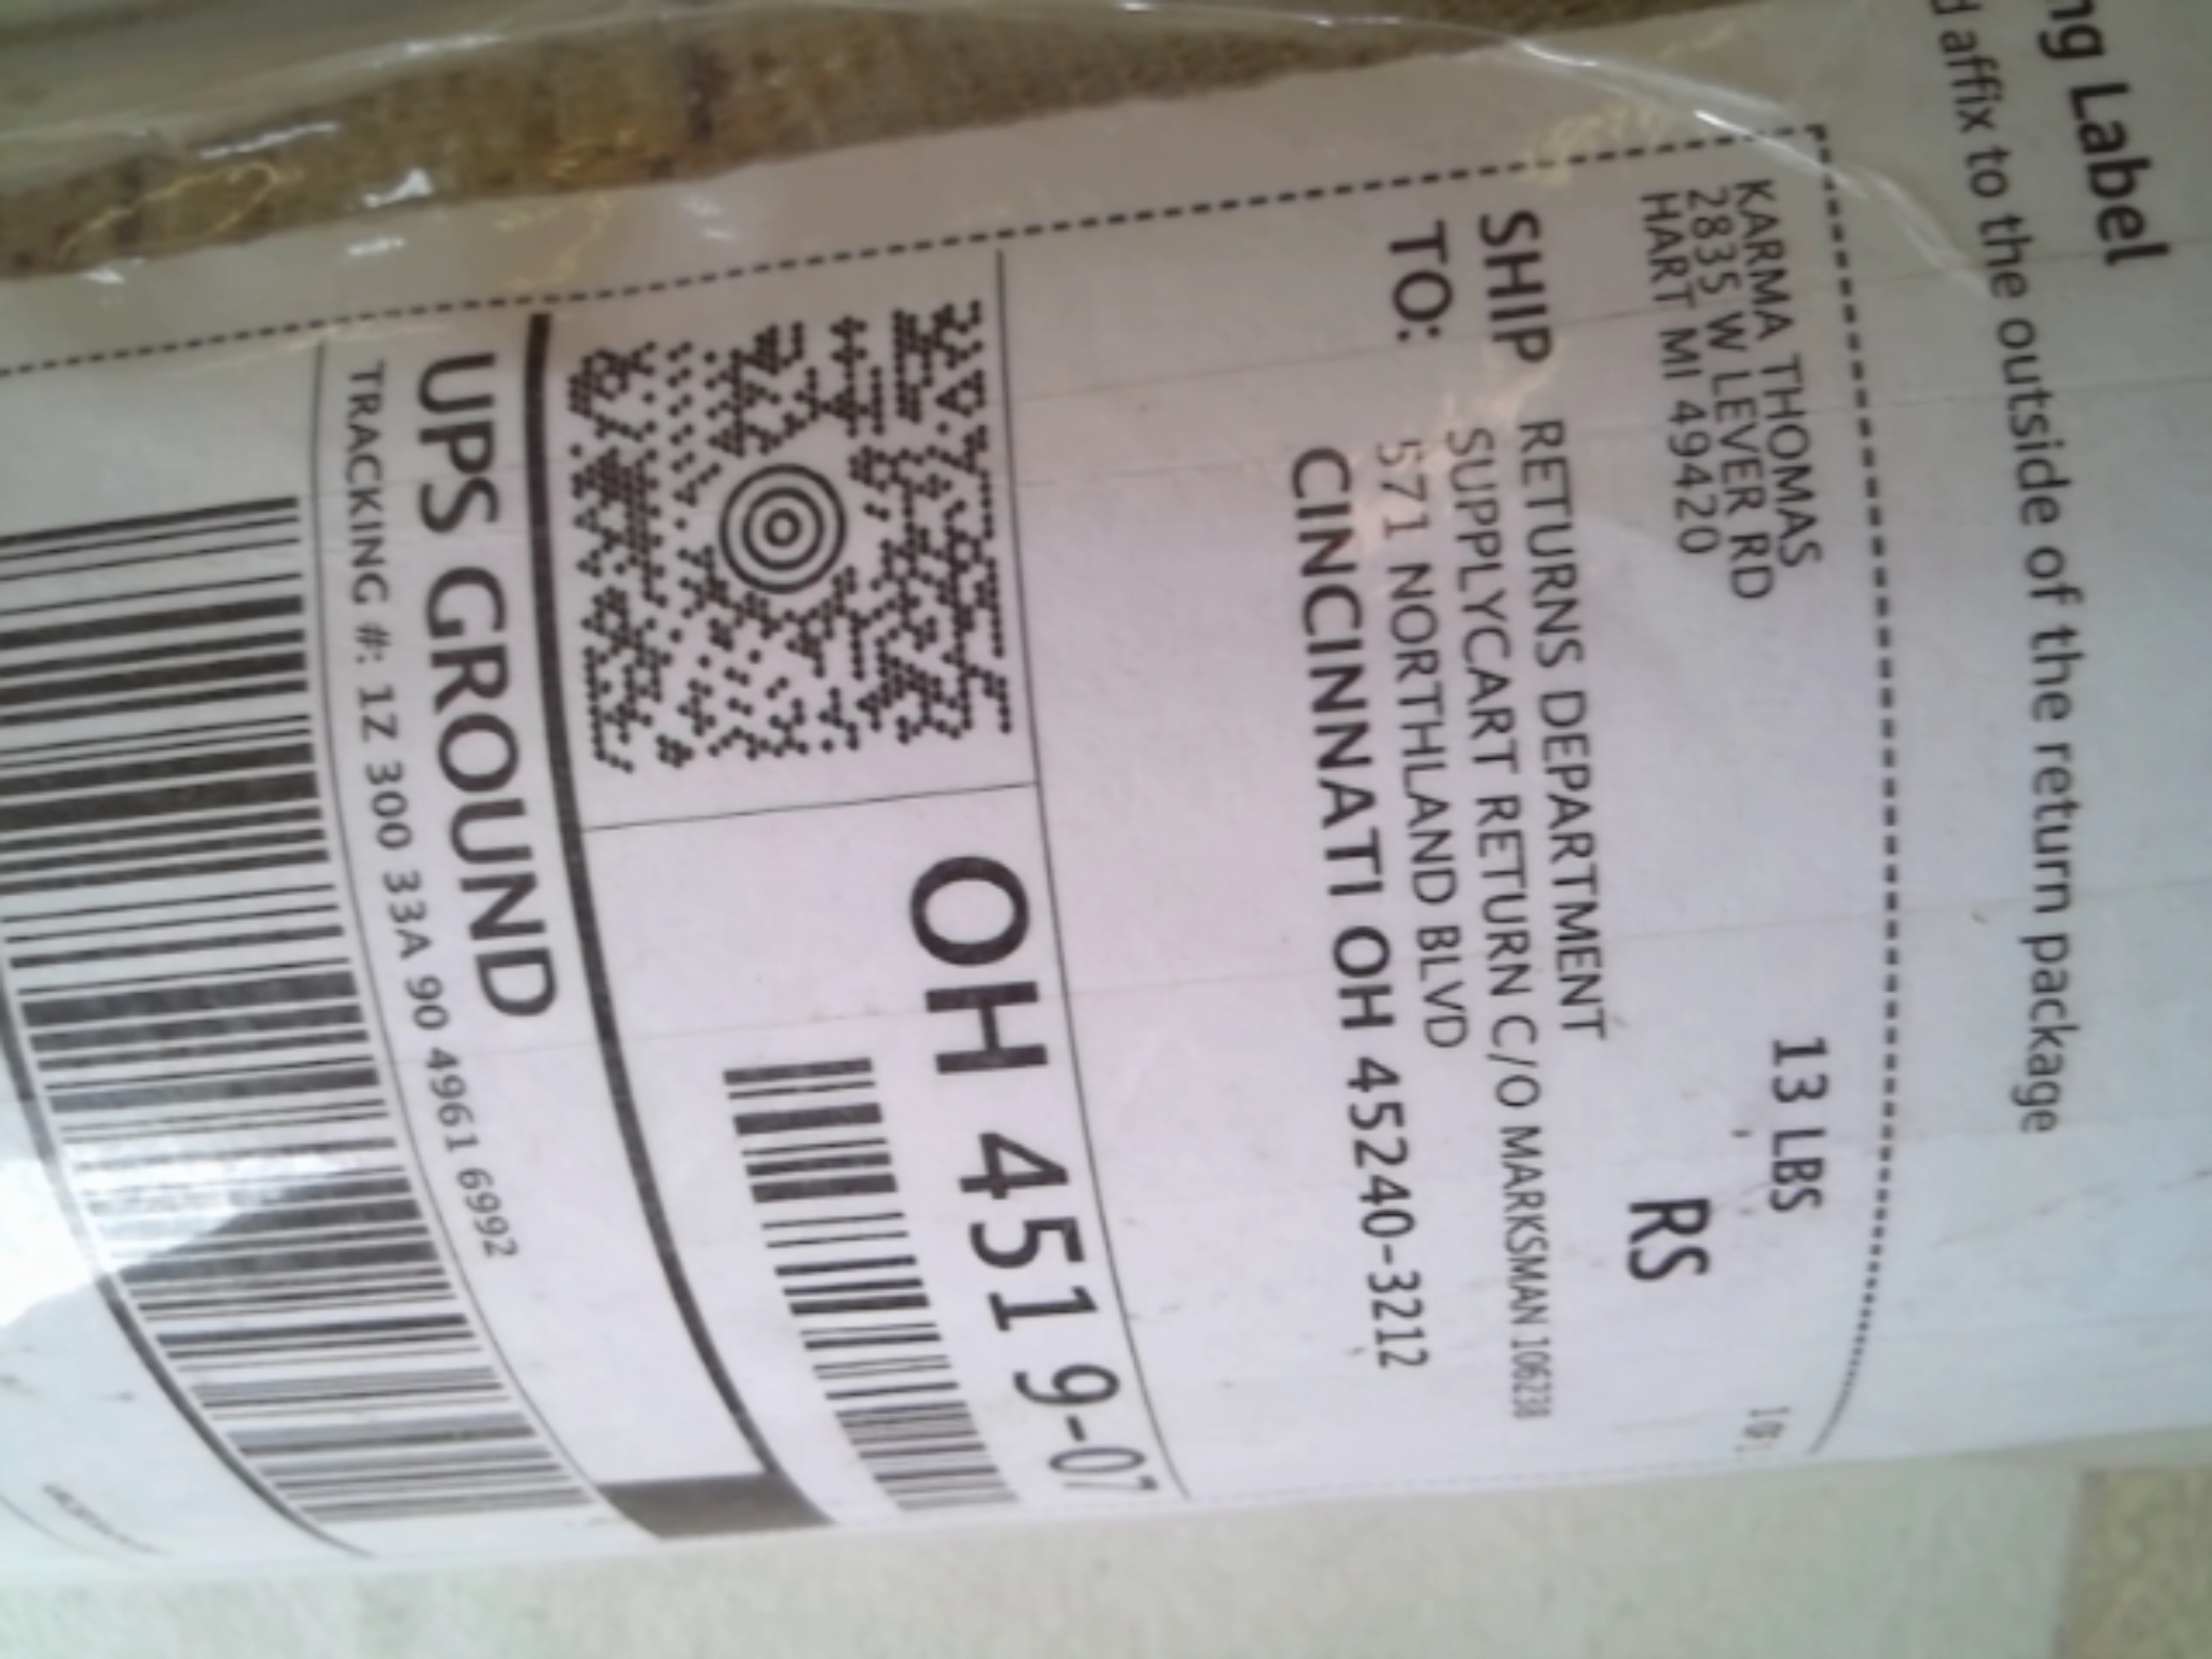 ng Label
d affix to the outside of the return package
KARMA THOMAS
2835 W LEVER RD
HART MI 49420
13 LBS
RS
SHIP
TO:
RETURNS DEPARTMENT
SUPPLYCART RETURN C/O MARKSMAN 106238
571 NORTHLAND BLVD
CINCINNATI OH 45240-3212
OH 451 9-07
UPS GROUND
TRACKING #: 1Z 300 33A 90 4961 6992